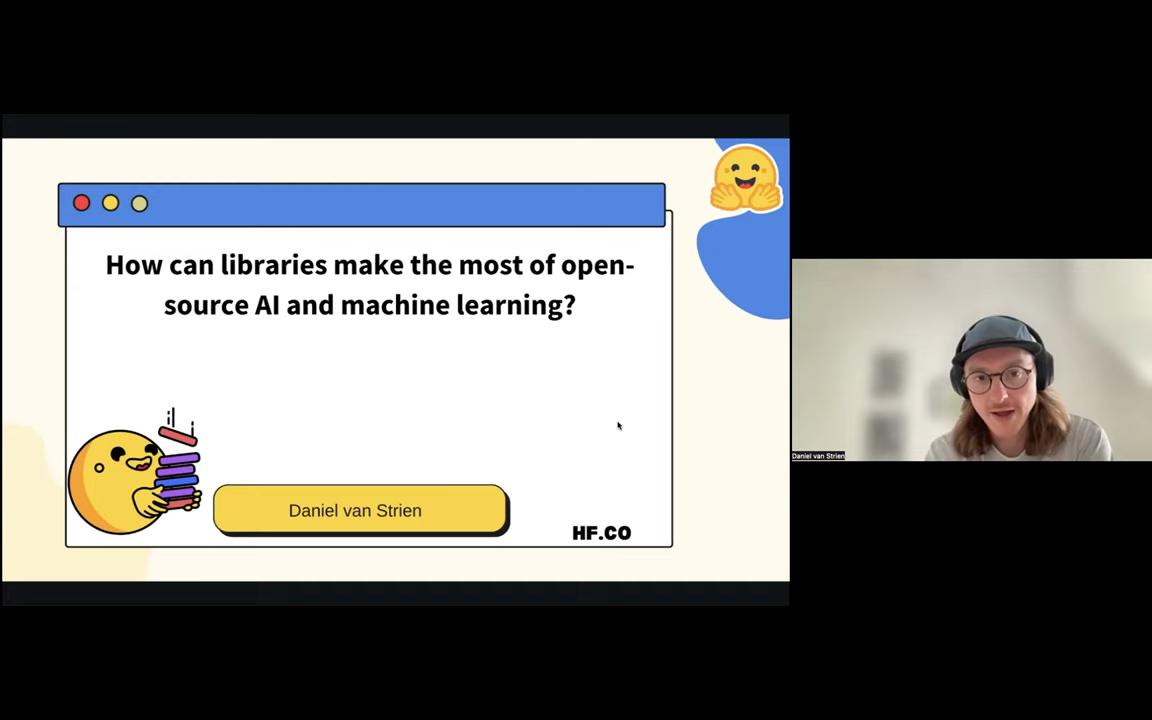 How can libraries make the most of open-
source AI and machine learning?
Daniel van Strien
HF.CO
Daniel van Strien